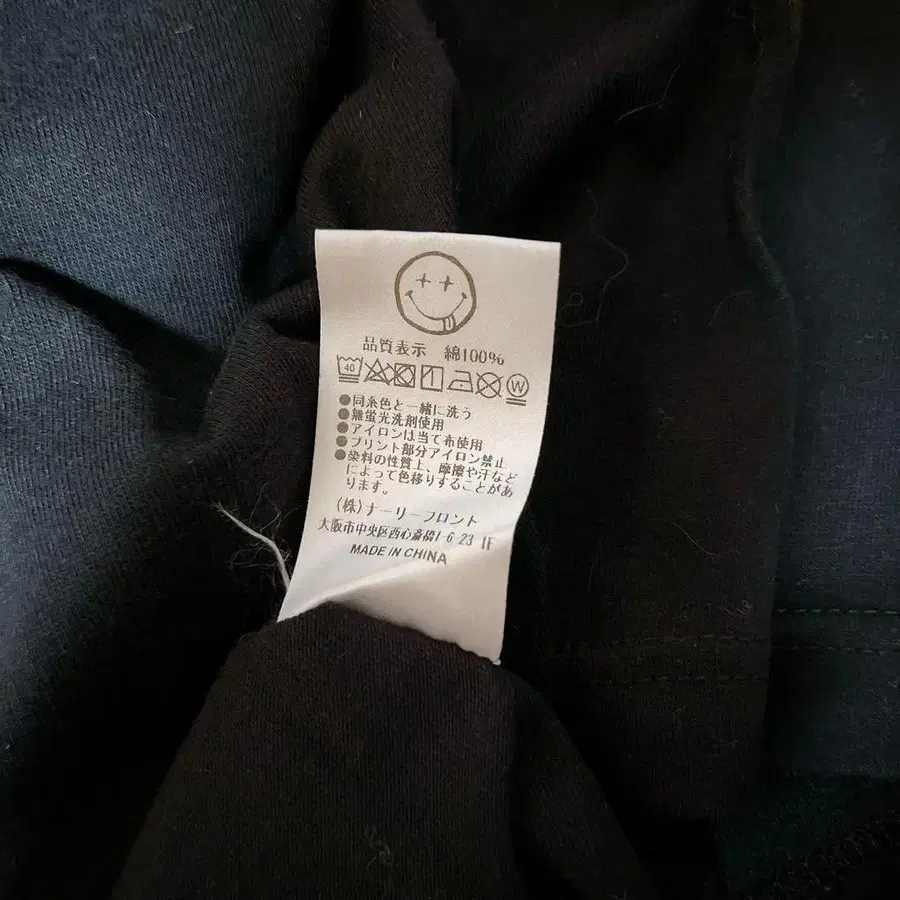 品質表示 綿100%
40 W
●同系色と一緒に洗う
●無蛍光洗剤使用
●アイロンは当て布使用
●プリント部分アイロン禁止
●染料の性質上、摩擦や汗など
によって色移りすることがあ
ります。
(株)ナーリーフロント
大阪市中央区西心斎橋1-6-23 1F
MADE IN CHINA